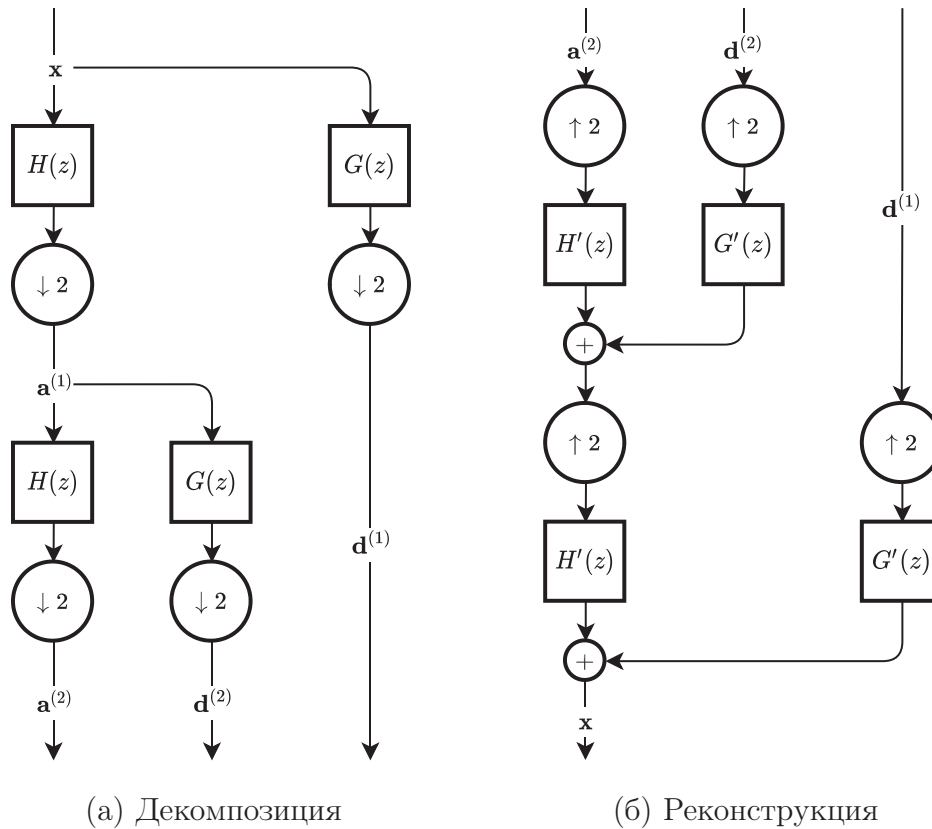 x
H(z)
G(z)
↓ 2
↓ 2
a^(1)
H(z)
G(z)
d^(1)
↓ 2
↓ 2
a^(2)
d^(2)
(а) Декомпозиция
a^(2)
d^(2)
↑ 2
↑ 2
d^(1)
H′(z)
G′(z)
+
↑ 2
↑ 2
H′(z)
G′(z)
+
x
(б) Реконструкция